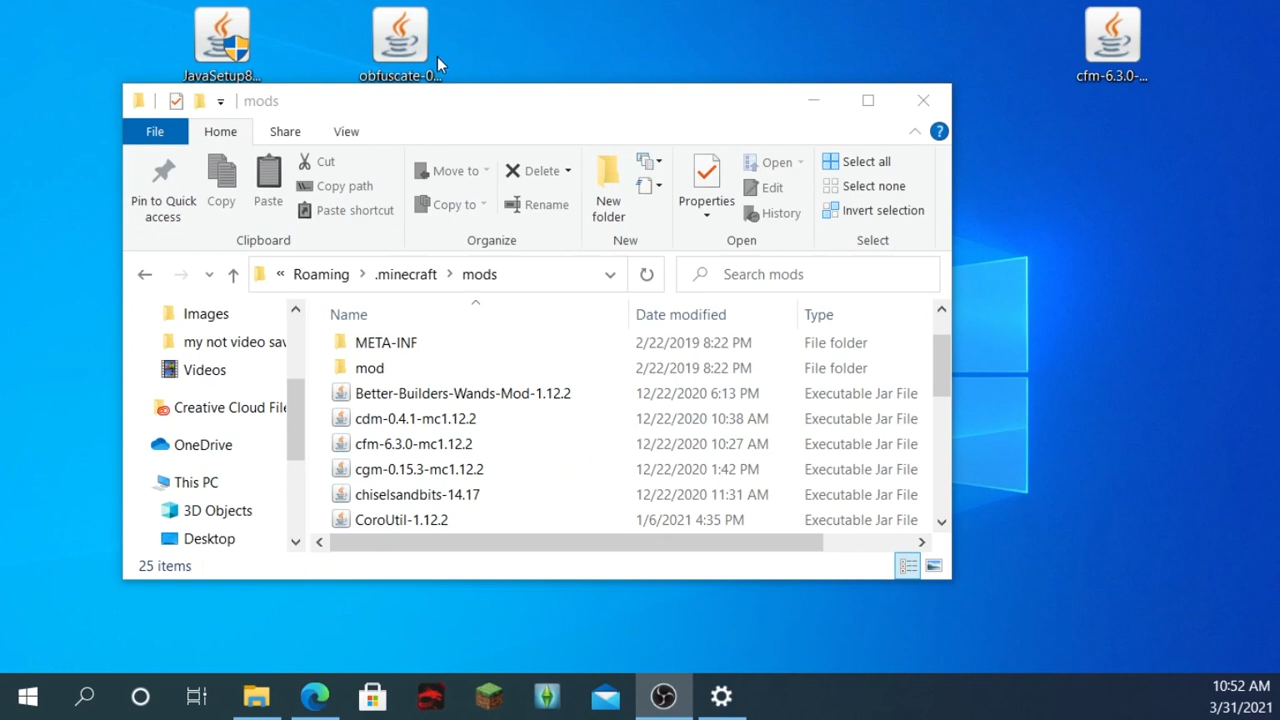 JavaSetup8...
obfuscate-0...
cfm-6.3.0-...
mods
File
Home
Share
View
?
Pin to Quick access
Copy
Paste
Cut
Copy path
Paste shortcut
Clipboard
Move to
Copy to
Delete
Rename
Organize
New folder
New
Properties
Open
Edit
History
Open
Select all
Select none
Invert selection
Select
« Roaming > .minecraft > mods
Search mods
Images
my not video sav
Videos
Creative Cloud File
OneDrive
This PC
3D Objects
Desktop
Name Date modified Type
META-INF 2/22/2019 8:22 PM File folder
mod 2/22/2019 8:22 PM File folder
Better-Builders-Wands-Mod-1.12.2 12/22/2020 6:13 PM Executable Jar File
cdm-0.4.1-mc1.12.2 12/22/2020 10:38 AM Executable Jar File
cfm-6.3.0-mc1.12.2 12/22/2020 10:27 AM Executable Jar File
cgm-0.15.3-mc1.12.2 12/22/2020 1:42 PM Executable Jar File
chiselsandbits-14.17 12/22/2020 11:31 AM Executable Jar File
CoroUtil-1.12.2 1/6/2021 4:35 PM Executable Jar File
25 items
10:52 AM
3/31/2021